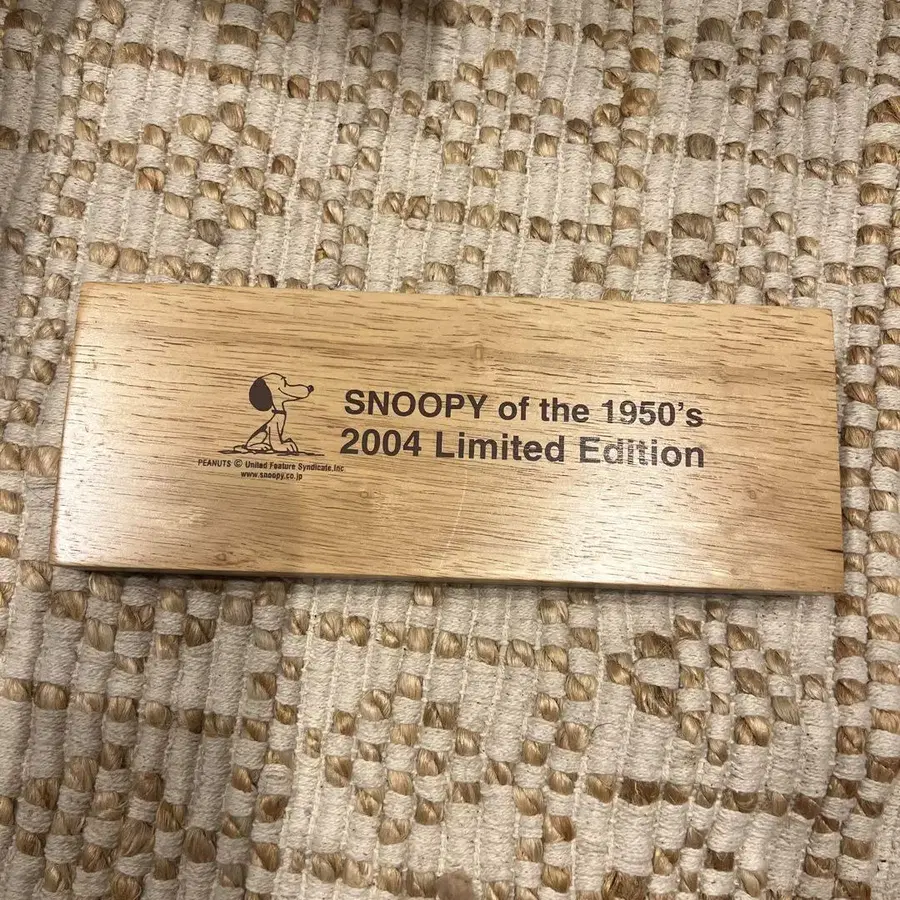 SNOOPY of the 1950's
2004 Limited Edition
PEANUTS © United Feature Syndicate,Inc
www.snoopy.co.jp